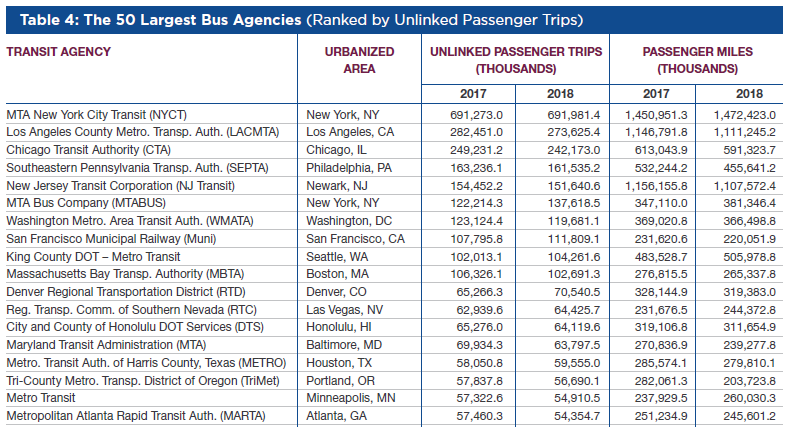 Table 4: The 50 Largest Bus Agencies (Ranked by Unlinked Passenger Trips)
TRANSIT AGENCY URBANIZED AREA UNLINKED PASSENGER TRIPS (THOUSANDS) PASSENGER MILES (THOUSANDS)
2017 2018 2017 2018
MTA New York City Transit (NYCT) New York, NY 691,273.0 691,981.4 1,450,951.3 1,472,423.0
Los Angeles County Metro. Transp. Auth. (LACMTA) Los Angeles, CA 282,451.0 273,625.4 1,146,791.8 1,111,245.2
Chicago Transit Authority (CTA) Chicago, IL 249,231.2 242,173.0 613,043.9 591,323.7
Southeastern Pennsylvania Transp. Auth. (SEPTA) Philadelphia, PA 163,236.1 161,535.2 532,244.2 455,641.2
New Jersey Transit Corporation (NJ Transit) Newark, NJ 154,452.2 151,640.6 1,156,155.8 1,107,572.4
MTA Bus Company (MTABUS) New York, NY 122,214.3 137,618.5 347,110.0 381,346.4
Washington Metro. Area Transit Auth. (WMATA) Washington, DC 123,124.4 119,681.1 369,020.8 366,498.8
San Francisco Municipal Railway (Muni) San Francisco, CA 107,795.8 111,809.1 231,620.6 220,051.9
King County DOT – Metro Transit Seattle, WA 102,013.1 104,261.6 483,528.7 505,978.8
Massachusetts Bay Transp. Authority (MBTA) Boston, MA 106,326.1 102,691.3 276,815.5 265,337.8
Denver Regional Transportation District (RTD) Denver, CO 65,266.3 70,540.5 328,144.9 319,383.0
Reg. Transp. Comm. of Southern Nevada (RTC) Las Vegas, NV 62,939.6 64,425.7 231,676.5 244,372.8
City and County of Honolulu DOT Services (DTS) Honolulu, HI 65,276.0 64,119.6 319,106.8 311,654.9
Maryland Transit Administration (MTA) Baltimore, MD 69,934.3 63,797.5 270,836.9 239,277.8
Metro. Transit Auth. of Harris County, Texas (METRO) Houston, TX 58,050.8 59,555.0 285,574.1 279,810.1
Tri-County Metro. Transp. District of Oregon (TriMet) Portland, OR 57,837.8 56,690.1 282,061.3 203,723.8
Metro Transit Minneapolis, MN 57,322.6 54,910.5 237,929.5 260,030.3
Metropolitan Atlanta Rapid Transit Auth. (MARTA) Atlanta, GA 57,460.3 54,354.7 251,234.9 245,601.2